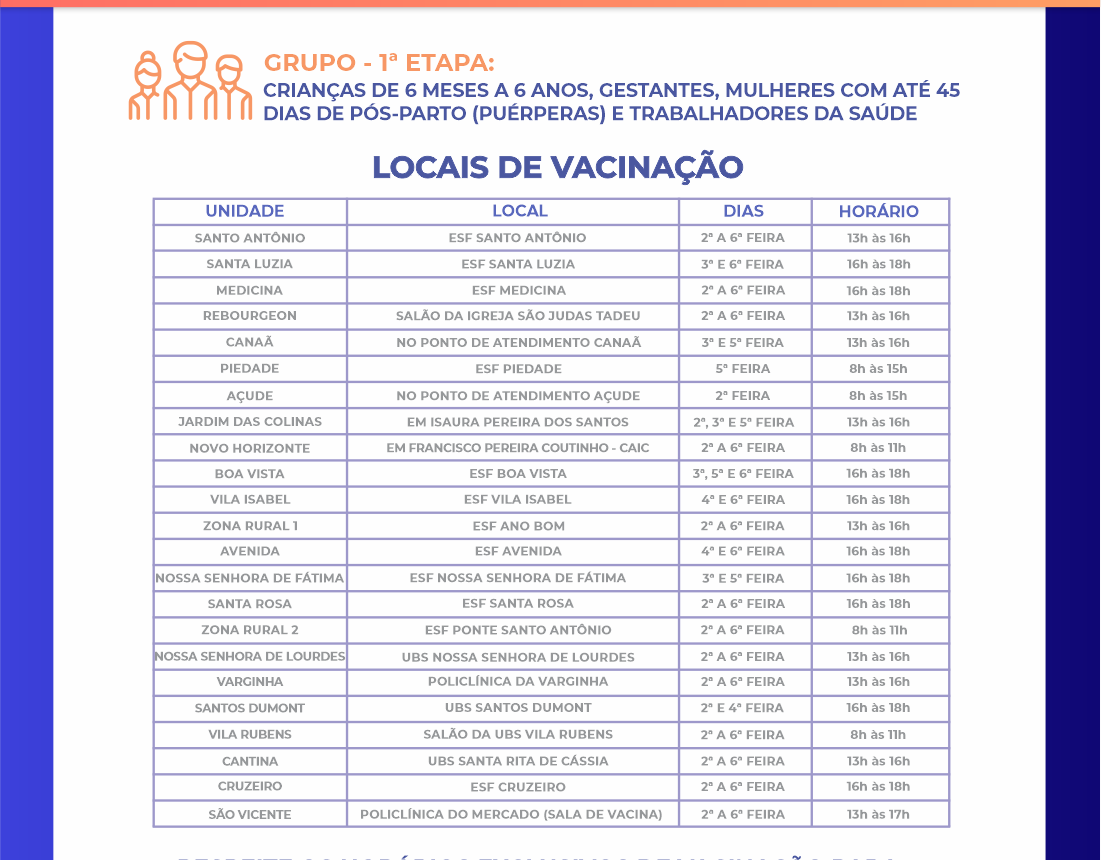 GRUPO - 1ª ETAPA:
CRIANÇAS DE 6 MESES A 6 ANOS, GESTANTES, MULHERES COM ATÉ 45
DIAS DE PÓS-PARTO (PUÉRPERAS) E TRABALHADORES DA SAÚDE
LOCAIS DE VACINAÇÃO
UNIDADE LOCAL DIAS HORÁRIO
SANTO ANTÔNIO ESF SANTO ANTÔNIO 2ª A 6ª FEIRA 13h às 16h
SANTA LUZIA ESF SANTA LUZIA 3ª E 6ª FEIRA 16h às 18h
MEDICINA ESF MEDICINA 2ª A 6ª FEIRA 16h às 18h
REBOURGEON SALÃO DA IGREJA SÃO JUDAS TADEU 2ª A 6ª FEIRA 13h às 16h
CANAÃ NO PONTO DE ATENDIMENTO CANAÃ 3ª E 5ª FEIRA 13h às 16h
PIEDADE ESF PIEDADE 5ª FEIRA 8h às 15h
AÇUDE NO PONTO DE ATENDIMENTO AÇUDE 2ª FEIRA 8h às 15h
JARDIM DAS COLINAS EM ISAURA PEREIRA DOS SANTOS 2ª, 3ª E 5ª FEIRA 13h às 16h
NOVO HORIZONTE EM FRANCISCO PEREIRA COUTINHO - CAIC 2ª A 6ª FEIRA 8h às 11h
BOA VISTA ESF BOA VISTA 3ª, 5ª E 6ª FEIRA 16h às 18h
VILA ISABEL ESF VILA ISABEL 4ª E 6ª FEIRA 16h às 18h
ZONA RURAL 1 ESF ANO BOM 2ª A 6ª FEIRA 13h às 16h
AVENIDA ESF AVENIDA 4ª E 6ª FEIRA 16h às 18h
NOSSA SENHORA DE FÁTIMA ESF NOSSA SENHORA DE FÁTIMA 3ª E 5ª FEIRA 16h às 18h
SANTA ROSA ESF SANTA ROSA 2ª A 6ª FEIRA 16h às 18h
ZONA RURAL 2 ESF PONTE SANTO ANTÔNIO 2ª A 6ª FEIRA 8h às 11h
NOSSA SENHORA DE LOURDES UBS NOSSA SENHORA DE LOURDES 2ª A 6ª FEIRA 13h às 16h
VARGINHA POLICLÍNICA DA VARGINHA 2ª A 6ª FEIRA 13h às 16h
SANTOS DUMONT UBS SANTOS DUMONT 2ª E 4ª FEIRA 16h às 18h
VILA RUBENS SALÃO DA UBS VILA RUBENS 2ª A 6ª FEIRA 8h às 11h
CANTINA UBS SANTA RITA DE CÁSSIA 2ª A 6ª FEIRA 13h às 16h
CRUZEIRO ESF CRUZEIRO 2ª A 6ª FEIRA 16h às 18h
SÃO VICENTE POLICLÍNICA DO MERCADO (SALA DE VACINA) 2ª A 6ª FEIRA 13h às 17h